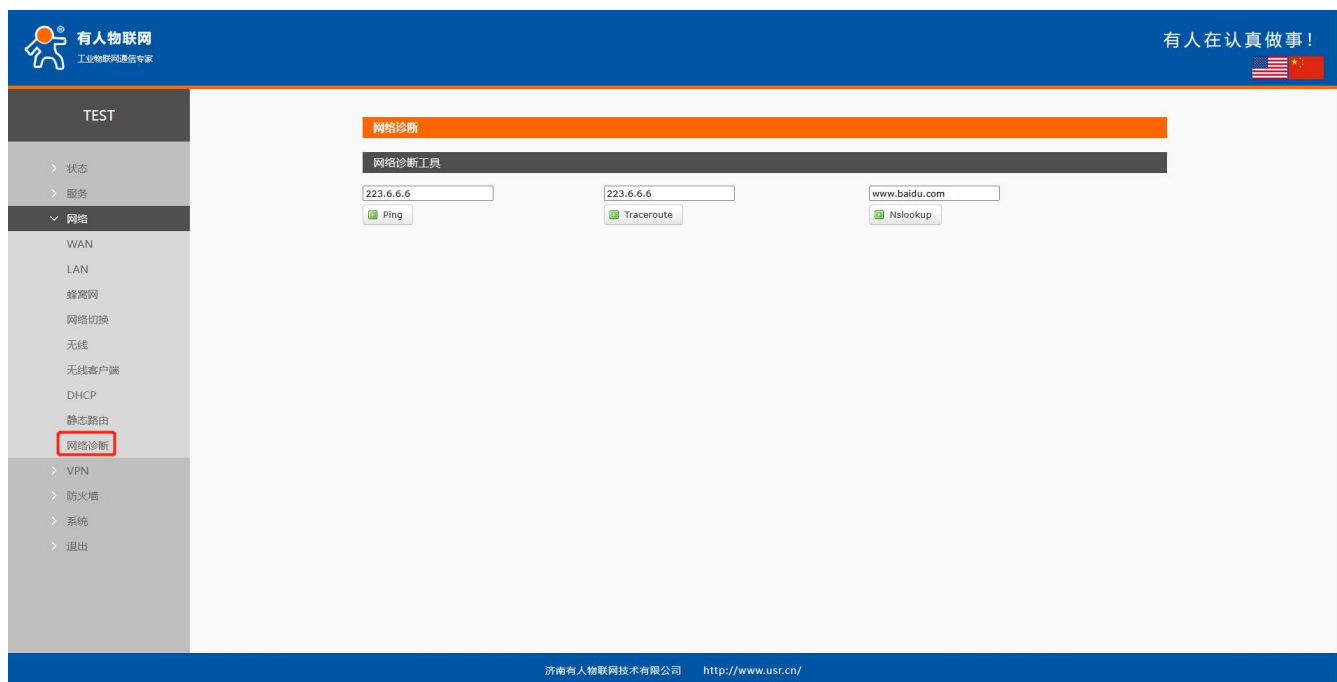 有人物联网
工业物联网通信专家
有人在认真做事!
TEST
状态
服务
网络
WAN
LAN
蜂窝网
网络切换
无线
无线客户端
DHCP
静态路由
网络诊断
VPN
防火墙
系统
退出
网络诊断
网络诊断工具
223.6.6.6 223.6.6.6 www.baidu.com
Ping Traceroute Nslookup
济南有人物联网技术有限公司 http://www.usr.cn/